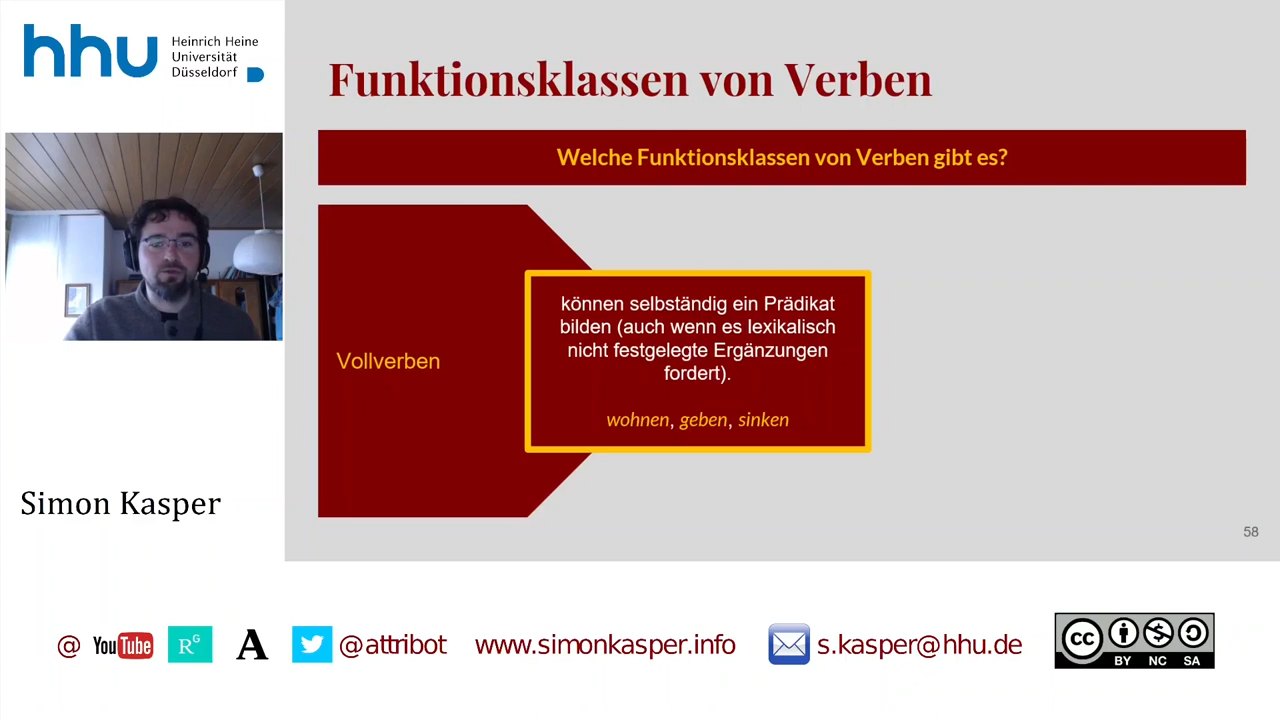 hhu
Heinrich Heine
Universität
Düsseldorf
Funktionsklassen von Verben
Welche Funktionsklassen von Verben gibt es?
Vollverben
können selbständig ein Prädikat
bilden (auch wenn es lexikalisch
nicht festgelegte Ergänzungen
fordert).
wohnen, geben, sinken
Simon Kasper
58
@ YouTube RG A @attribot www.simonkasper.info s.kasper@hhu.de
cc BY NC SA